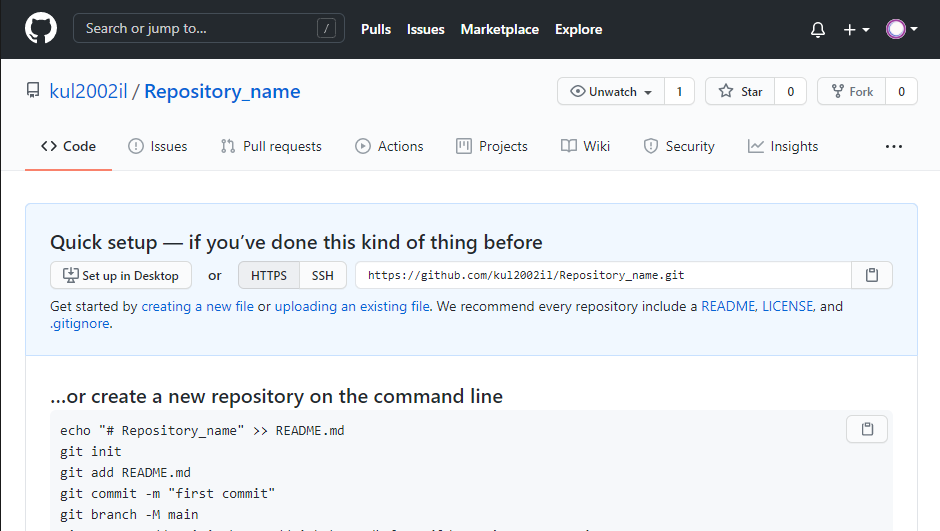 Search or jump to... /
Pulls Issues Marketplace Explore
kul2002il / Repository_name
Unwatch 1 Star 0 Fork 0
Code Issues Pull requests Actions Projects Wiki Security Insights
Quick setup — if you’ve done this kind of thing before
Set up in Desktop or HTTPS SSH https://github.com/kul2002il/Repository_name.git
Get started by creating a new file or uploading an existing file. We recommend every repository include a README, LICENSE, and
.gitignore.
…or create a new repository on the command line
echo "# Repository_name" >> README.md
git init
git add README.md
git commit -m "first commit"
git branch -M main